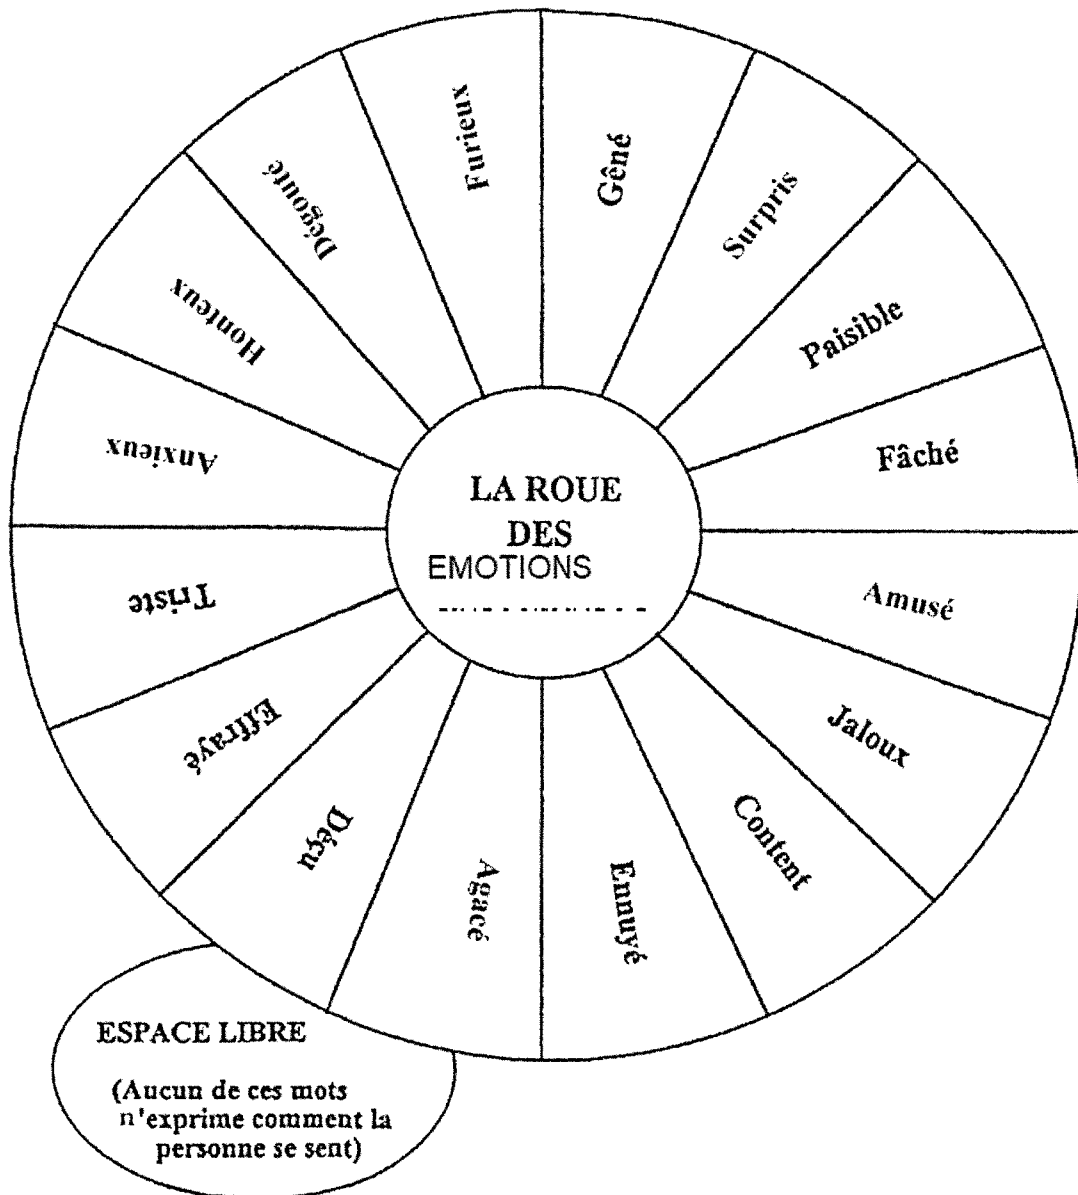 Furieux
Gêné
Surpris
Paisible
Fâché
Amusé
Jaloux
Content
Ennuyé
Agacé
Déçu
Effrayé
Triste
Anxieux
Honteux
Dégouté
LA ROUE
DES
EMOTIONS
ESPACE LIBRE
(Aucun de ces mots
n'exprime comment la
personne se sent)